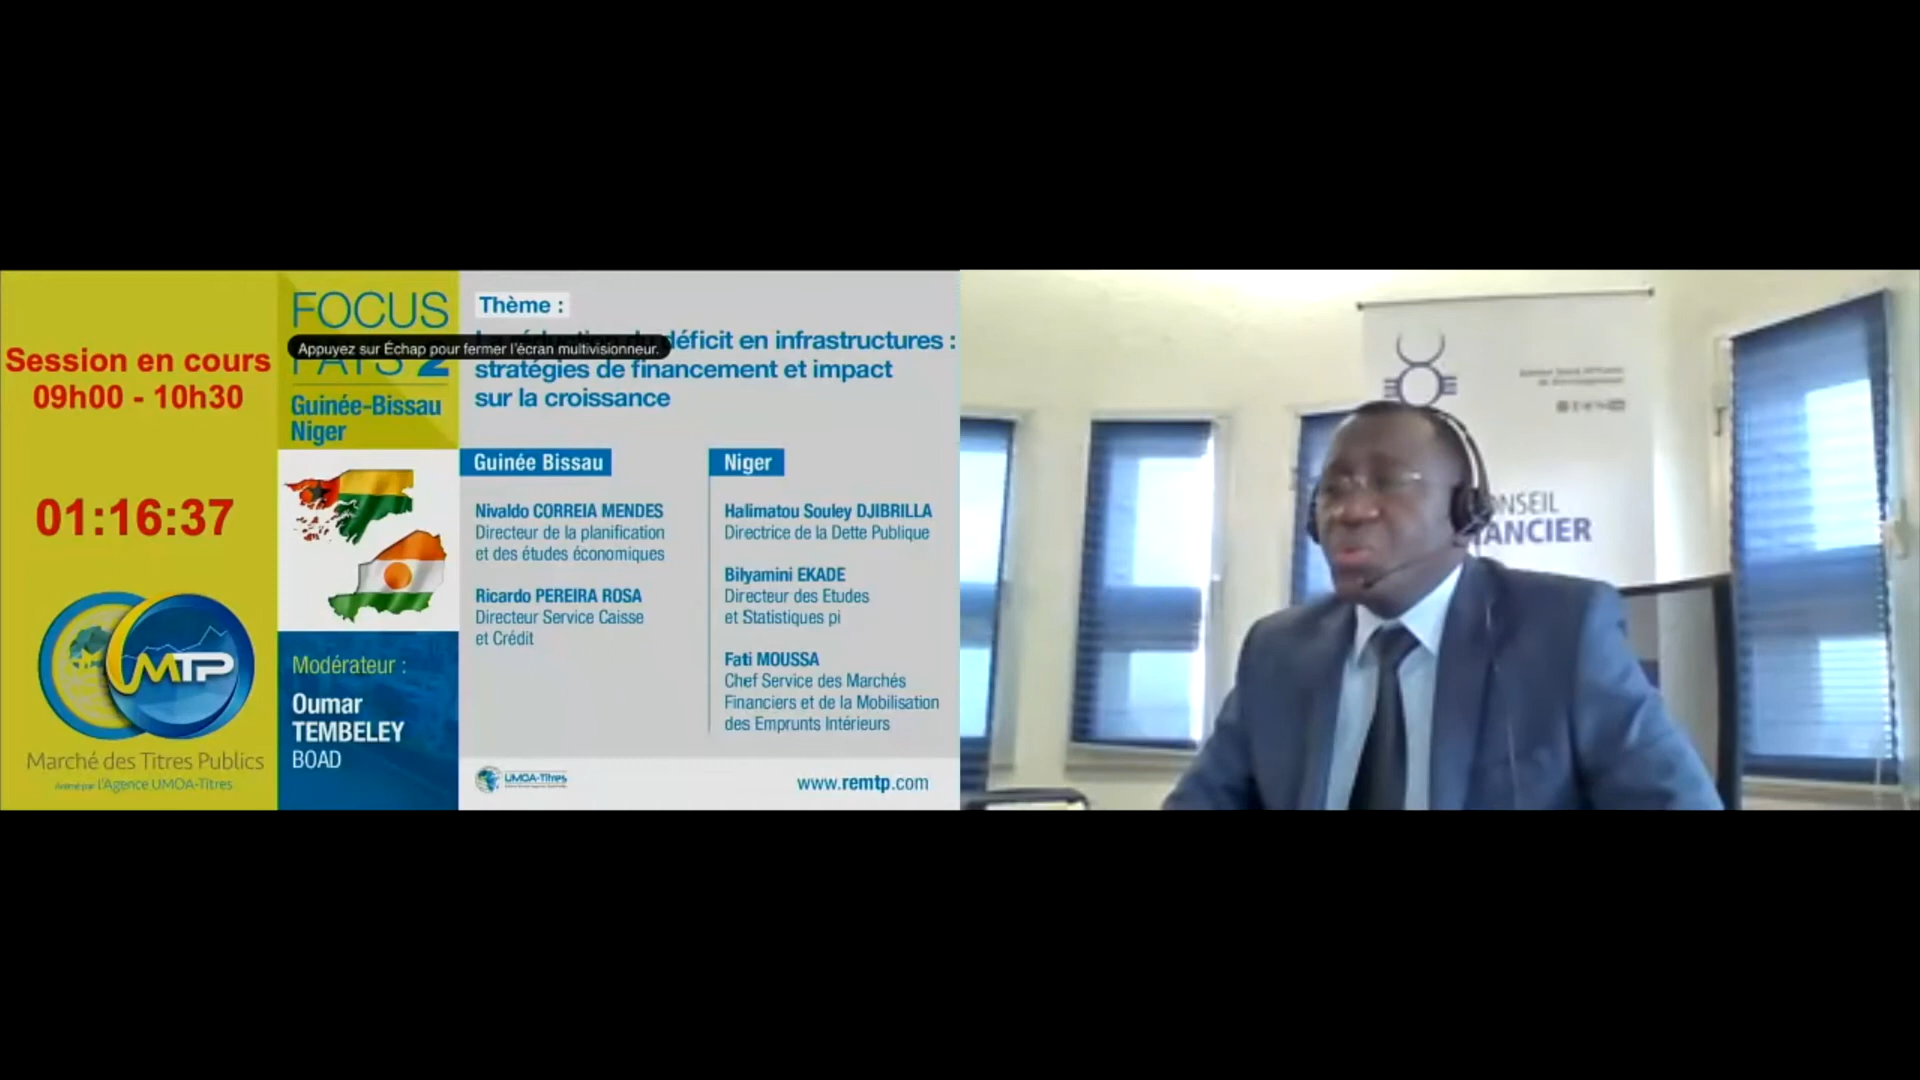 Session en cours
09h00 - 10h30
01:16:37
MTP
Marché des Titres Publics
Animé par l'Agence UMOA-Titres
FOCUS
PAYS 2
Appuyez sur Échap pour fermer l'écran multivisionneur.
Guinée-Bissau
Niger
Modérateur :
Oumar
TEMBELEY
BOAD
Thème :
déficit en infrastructures :
stratégies de financement et impact
sur la croissance
Guinée Bissau
Nivaldo CORREIA MENDES
Directeur de la planification
et des études économiques
Ricardo PEREIRA ROSA
Directeur Service Caisse
et Crédit
Niger
Halimatou Souley DJIBRILLA
Directrice de la Dette Publique
Bilyamini EKADE
Directeur des Etudes
et Statistiques pi
Fati MOUSSA
Chef Service des Marchés
Financiers et de la Mobilisation
des Emprunts Intérieurs
UMOA-Titres
www.remtp.com
ONSEIL
ANCIER